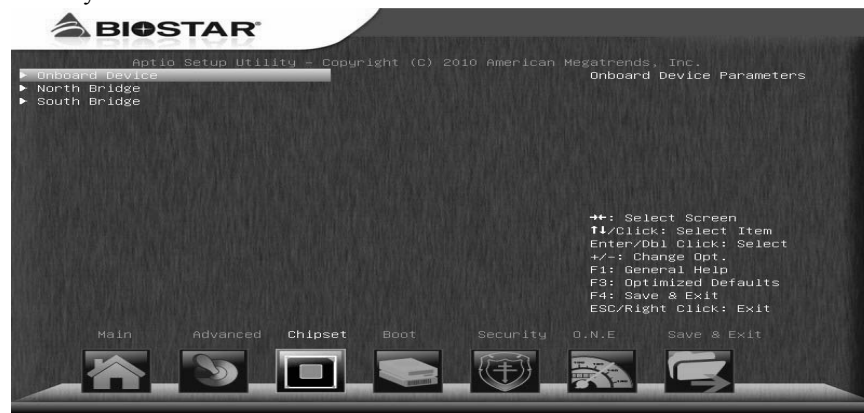 BIOSTAR
Aptio Setup Utility - Copyright (C) 2010 American Megatrends, Inc.
► Onboard Device
► North Bridge
► South Bridge
Onboard Device Parameters
→←: Select Screen
↑↓/Click: Select Item
Enter/Dbl Click: Select
+/-: Change Opt.
F1: General Help
F3: Optimized Defaults
F4: Save & Exit
ESC/Right Click: Exit
Main Advanced Chipset Boot Security O.N.E Save & Exit